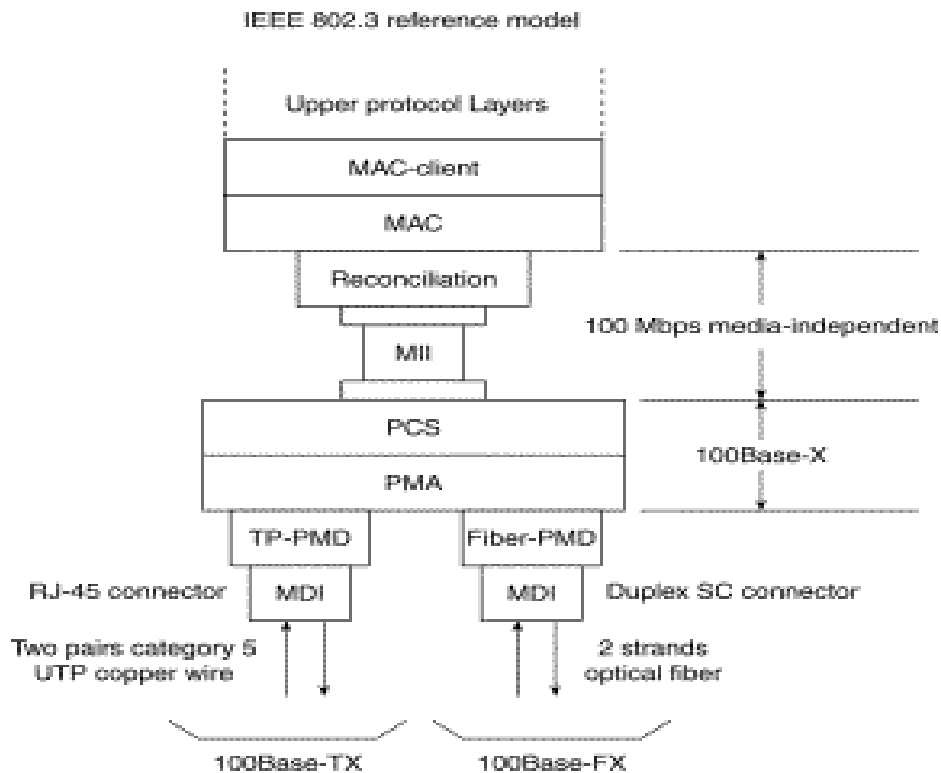 IEEE 802.3 reference model
Upper protocol Layers
MAC-client
MAC
Reconciliation
100 Mbps media-independent
MII
PCS
100Base-X
PMA
TP-PMD
Fiber-PMD
RJ-45 connector
MDI
MDI
Duplex SC connector
Two pairs category 5
UTP copper wire
2 strands
optical fiber
100Base-TX
100Base-FX